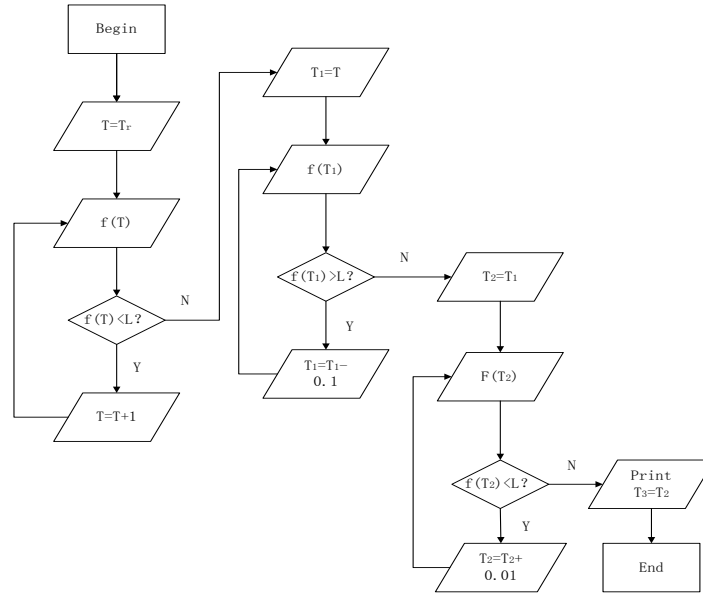 Begin
T=Tr
f(T)
f(T)<L?
N
Y
T=T+1
T1=T
f(T1)
f(T1)>L?
N
Y
T1=T1−
0.1
T2=T1
F(T2)
f(T2)<L?
N
Y
T2=T2+
0.01
Print
T3=T2
End